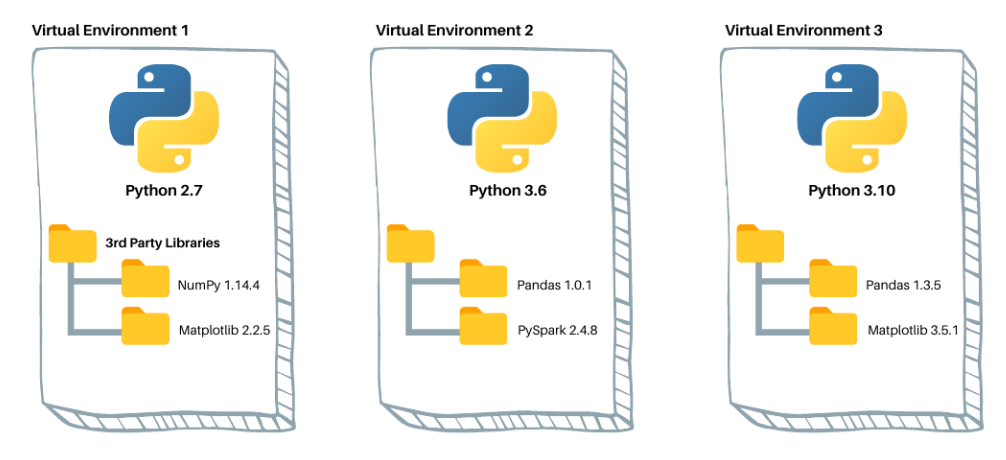 Virtual Environment 1
Python 2.7
3rd Party Libraries
NumPy 1.14.4
Matplotlib 2.2.5
Virtual Environment 2
Python 3.6
Pandas 1.0.1
PySpark 2.4.8
Virtual Environment 3
Python 3.10
Pandas 1.3.5
Matplotlib 3.5.1